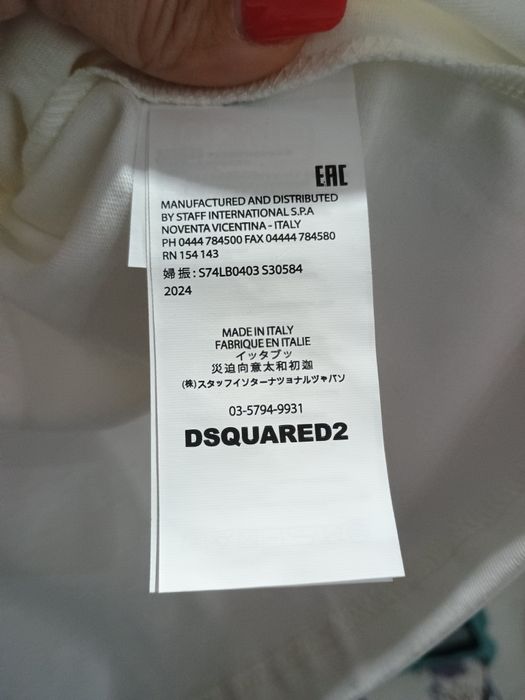 EAC
MANUFACTURED AND DISTRIBUTED
BY STAFF INTERNATIONAL S.P.A
NOVENTA VICENTINA - ITALY
PH 0444 784500 FAX 04444 784580
RN 154 143
婦 振 : S74LB0403 S30584
2024
MADE IN ITALY
FABRIQUE EN ITALIE
イッタブッ
災迫向意太和初迦
(株)スタッフインターナツョナルツャパン
03-5794-9931
DSQUARED2